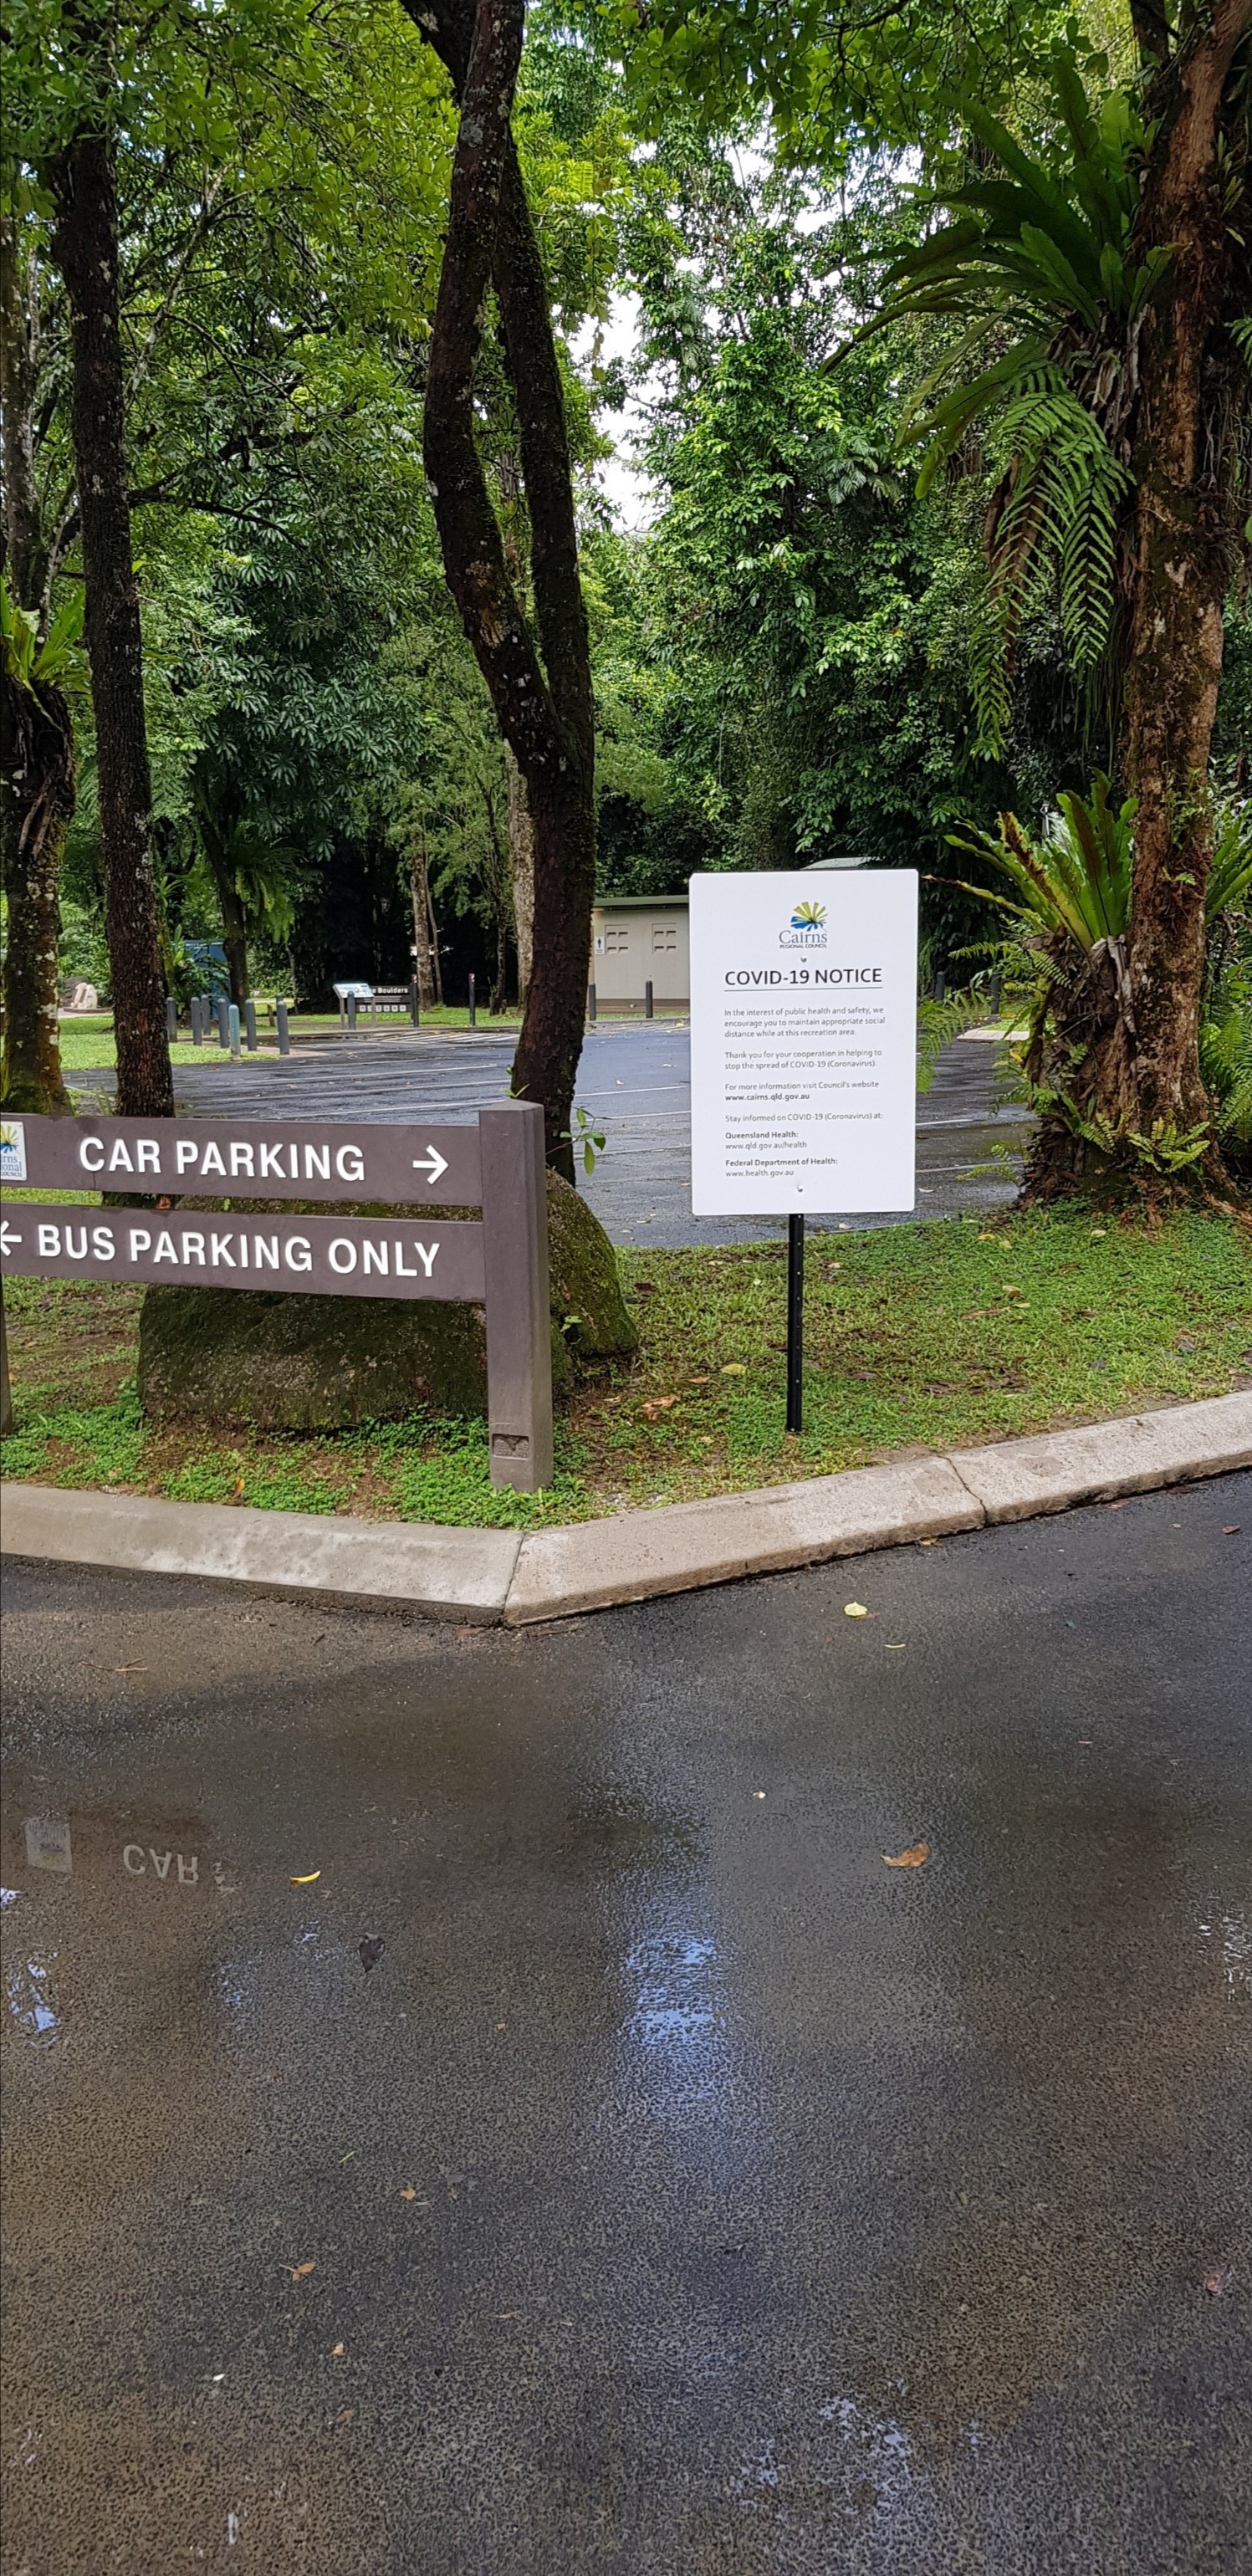 Cairns
REGIONAL COUNCIL
COVID-19 NOTICE
In the interest of public health and safety, we
encourage you to maintain appropriate social
distance while at this recreation area.
Thank you for your cooperation in helping to
stop the spread of COVID-19 (Coronavirus).
For more information visit Council's website
www.cairns.qld.gov.au
Stay informed on COVID-19 (Coronavirus) at:
Queensland Health:
www.qld.gov.au/health
Federal Department of Health:
www.health.gov.au
Boulders
CAR PARKING →
← BUS PARKING ONLY
CAR